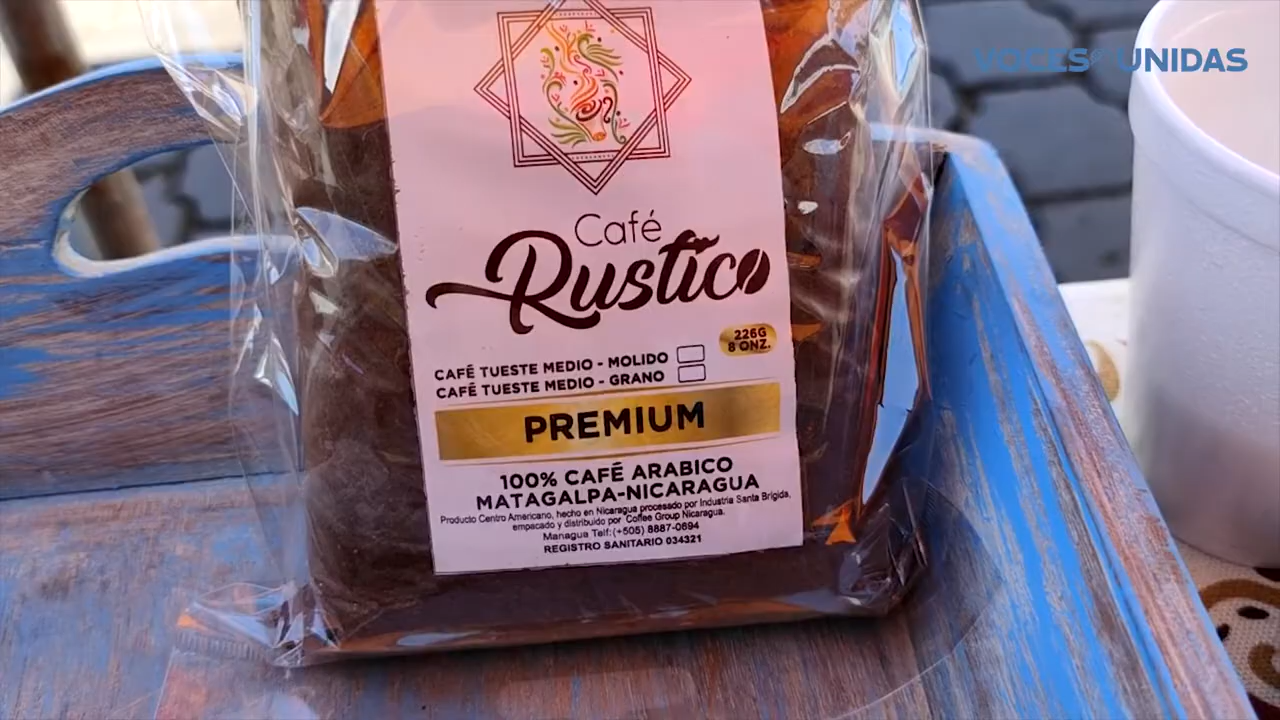 VOCES UNIDAS
Café
Rustico
226G
8 ONZ.
CAFÉ TUESTE MEDIO - MOLIDO
CAFÉ TUESTE MEDIO - GRANO
PREMIUM
100% CAFÉ ARABICO
MATAGALPA-NICARAGUA
Producto Centro Americano, hecho en Nicaragua procesado por Industria Santa Brigida,
empacado y distribuido por Coffee Group Nicaragua.
Managua Telf:(+505) 8887-0694
REGISTRO SANITARIO 034321